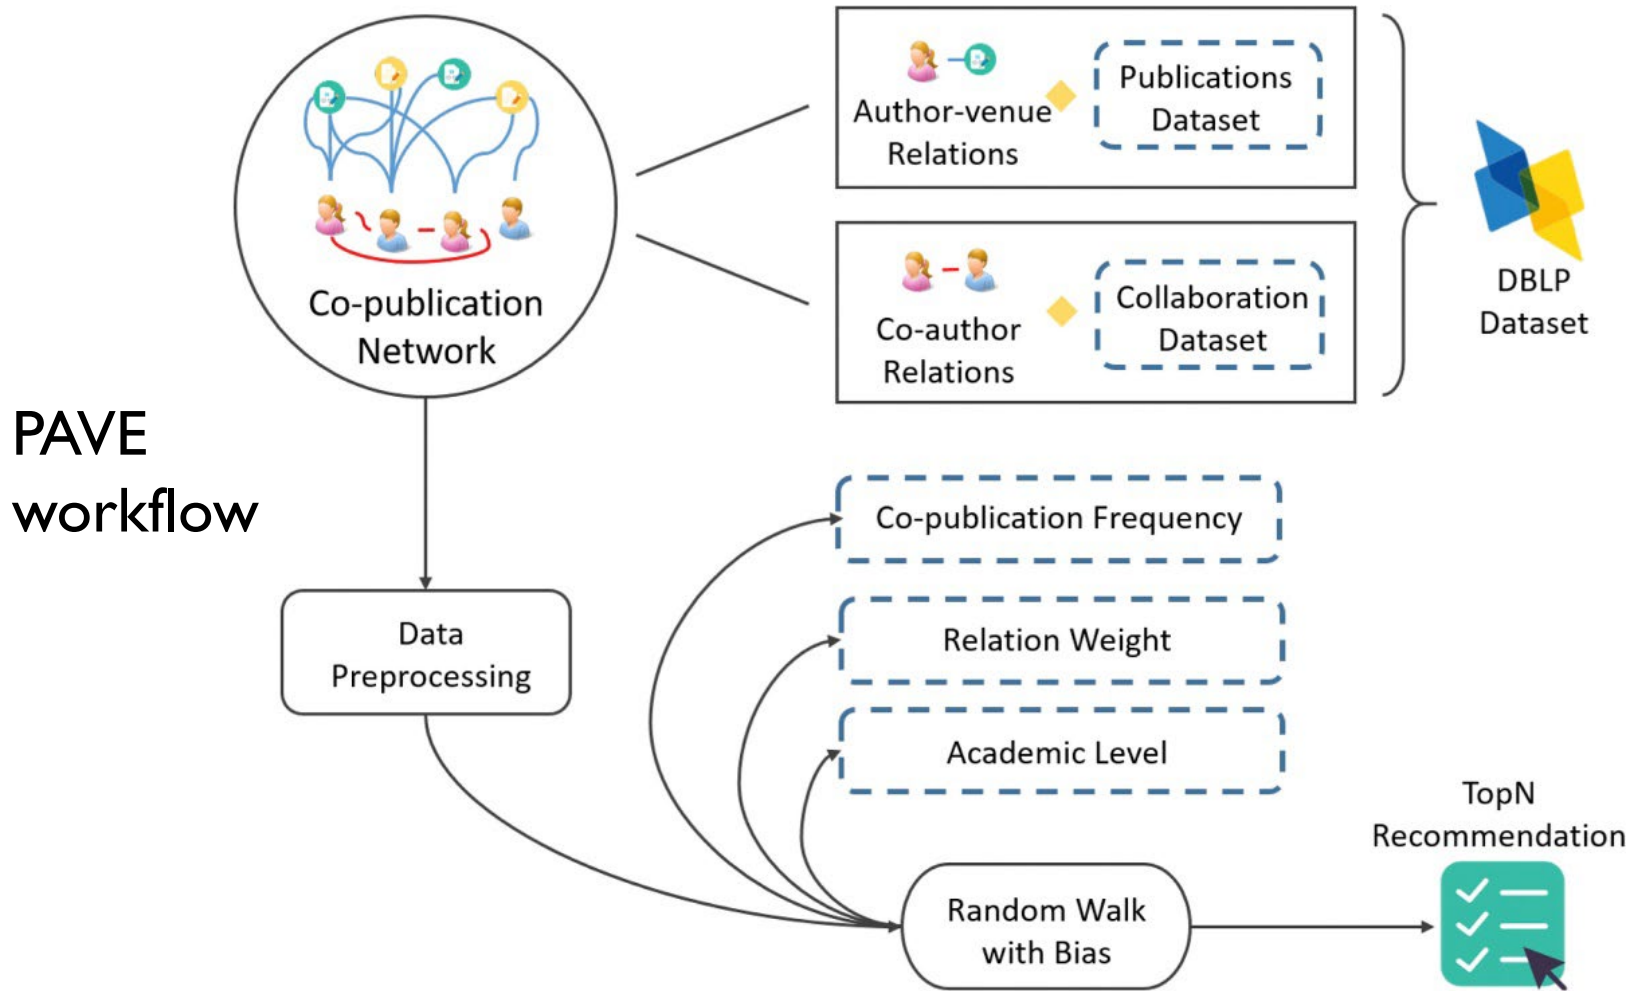 Co-publication
Network
Author-venue
Relations
Publications
Dataset
Co-author
Relations
Collaboration
Dataset
DBLP
Dataset
PAVE
workflow
Data
Preprocessing
Co-publication Frequency
Relation Weight
Academic Level
Random Walk
with Bias
TopN
Recommendation